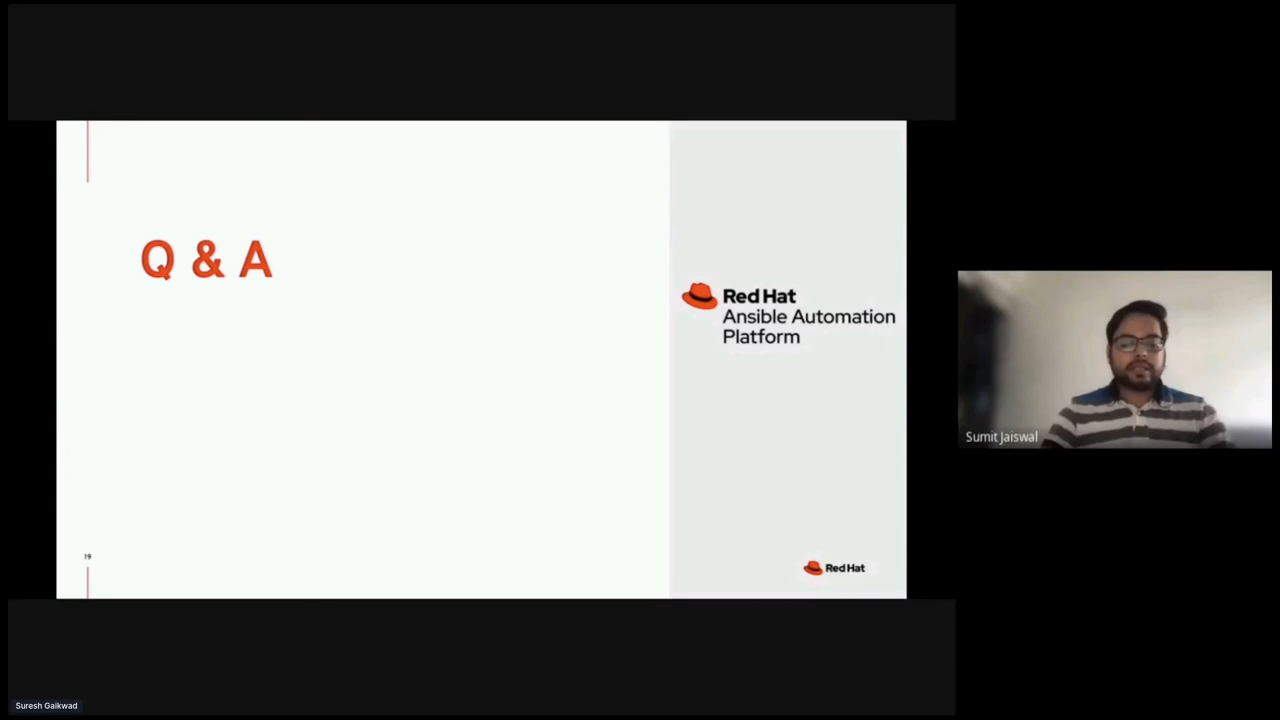 Q & A
Red Hat
Ansible Automation
Platform
Sumit Jaiswal
19
Red Hat
Suresh Gaikwad